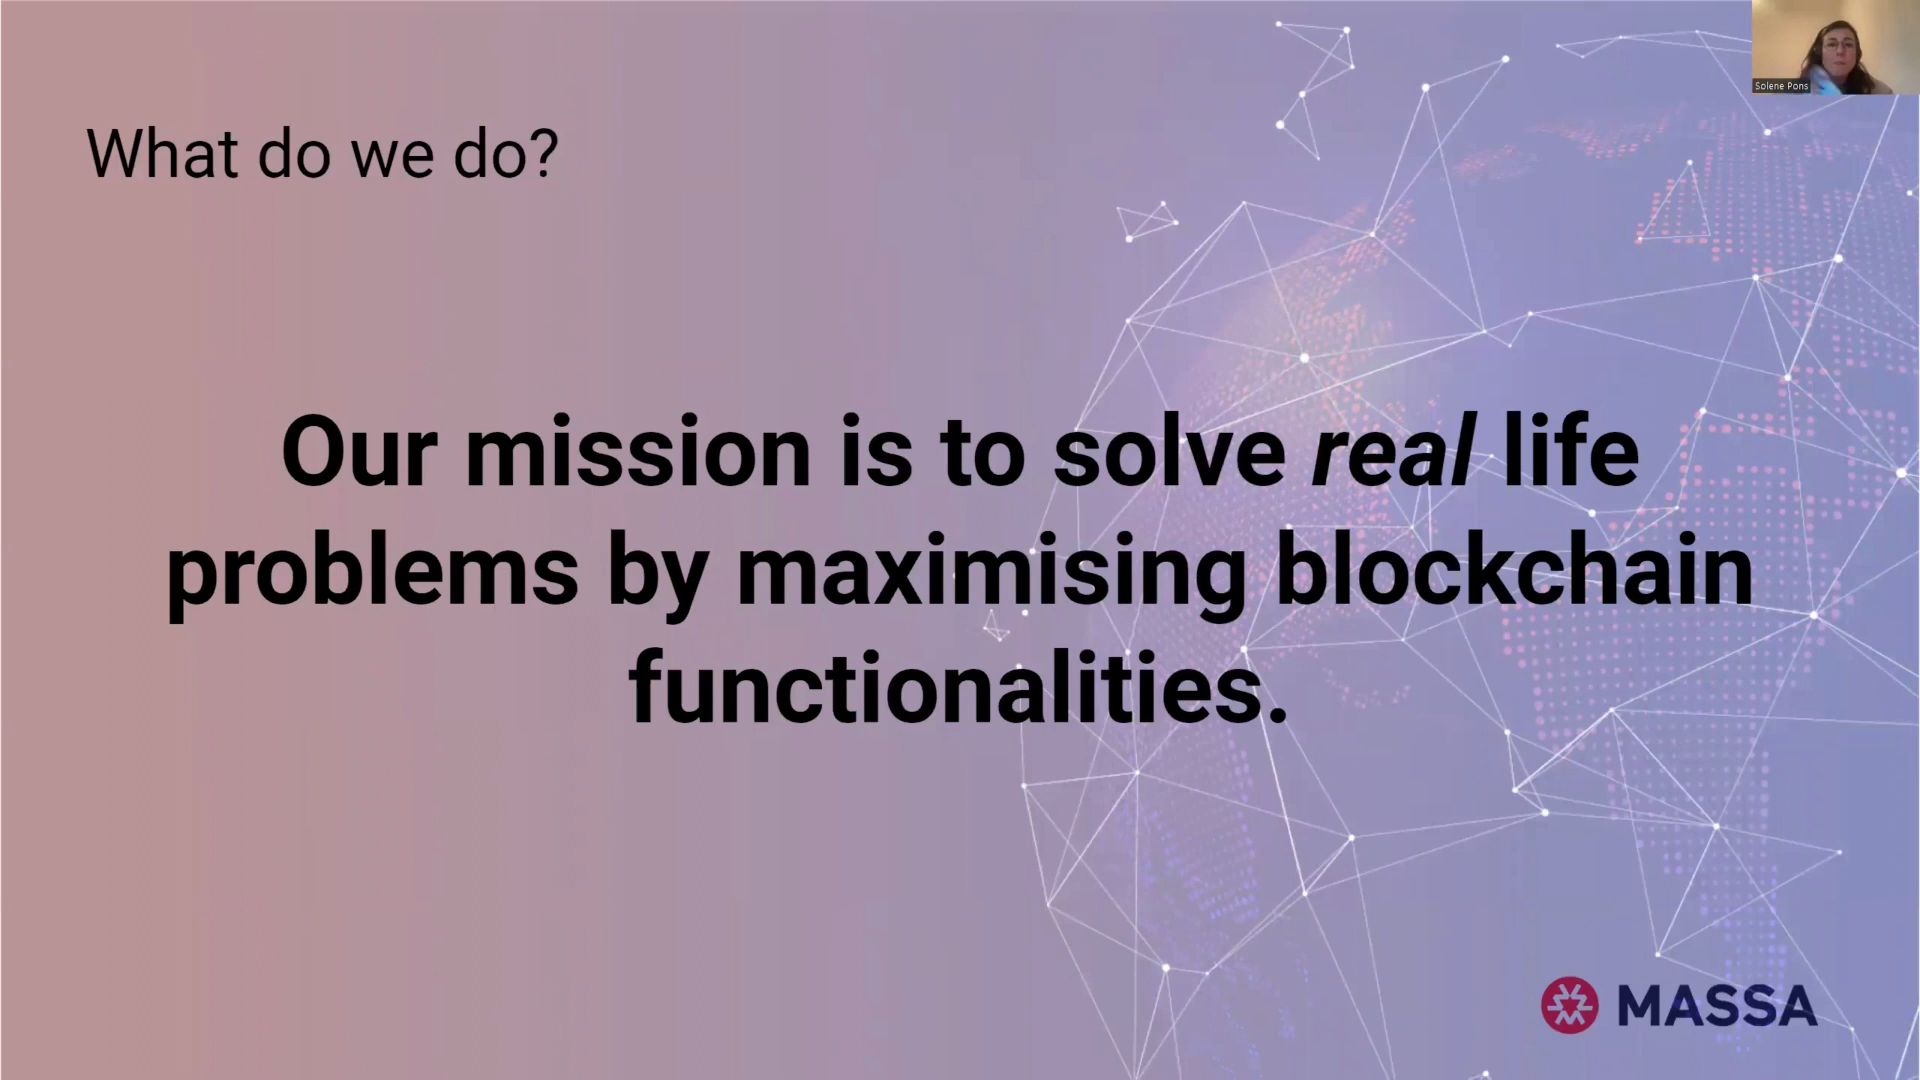 Solene Pons
What do we do?
Our mission is to solve real life
problems by maximising blockchain
functionalities.
MASSA